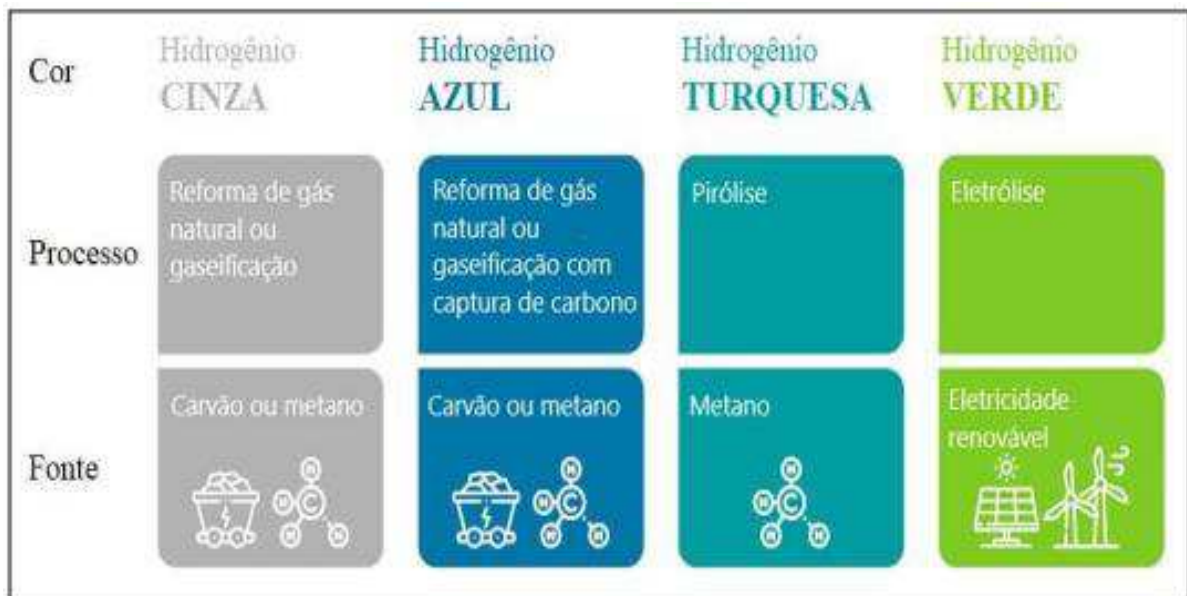 Cor
Hidrogênio
CINZA
Hidrogênio
AZUL
Hidrogênio
TURQUESA
Hidrogênio
VERDE
Processo
Reforma de gás
natural ou
gaseificação
Reforma de gás
natural ou
gaseificação com
captura de carbono
Pirólise
Eletrólise
Fonte
Carvão ou metano
H
H
C
H
H
Carvão ou metano
H
H
C
H
H
Metano
H
H
C
H
H
Eletricidade
renovável